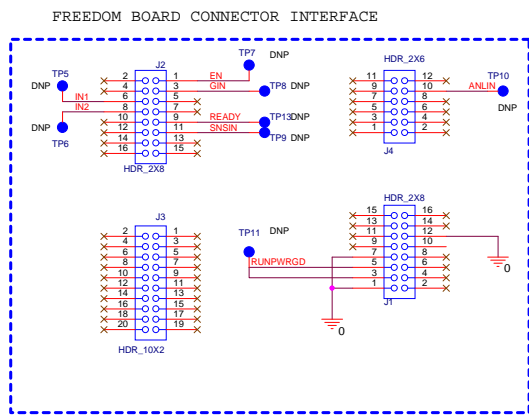 FREEDOM BOARD CONNECTOR INTERFACE
TP7 DNP
J2
HDR_2X6
TP5
DNP
2 1 EN
4 3 GIN
TP8 DNP
IN1 6 5
IN2 8 7
10 9 READY
TP13 DNP
12 11 SNSIN
TP9 DNP
14 13
16 15
HDR_2X8
DNP
TP6
11 12
9 10 ANLIN
TP10
DNP
7 8
5 6
3 4
1 2
J4
J3
2 1
4 3
6 5
8 7
10 9
12 11
14 13
16 15
18 17
20 19
HDR_10X2
TP11 DNP
RUNPWRGD
HDR_2X8
15 16
13 14
11 12
9 10
7 8
5 6
3 4
1 2
J1
0
0